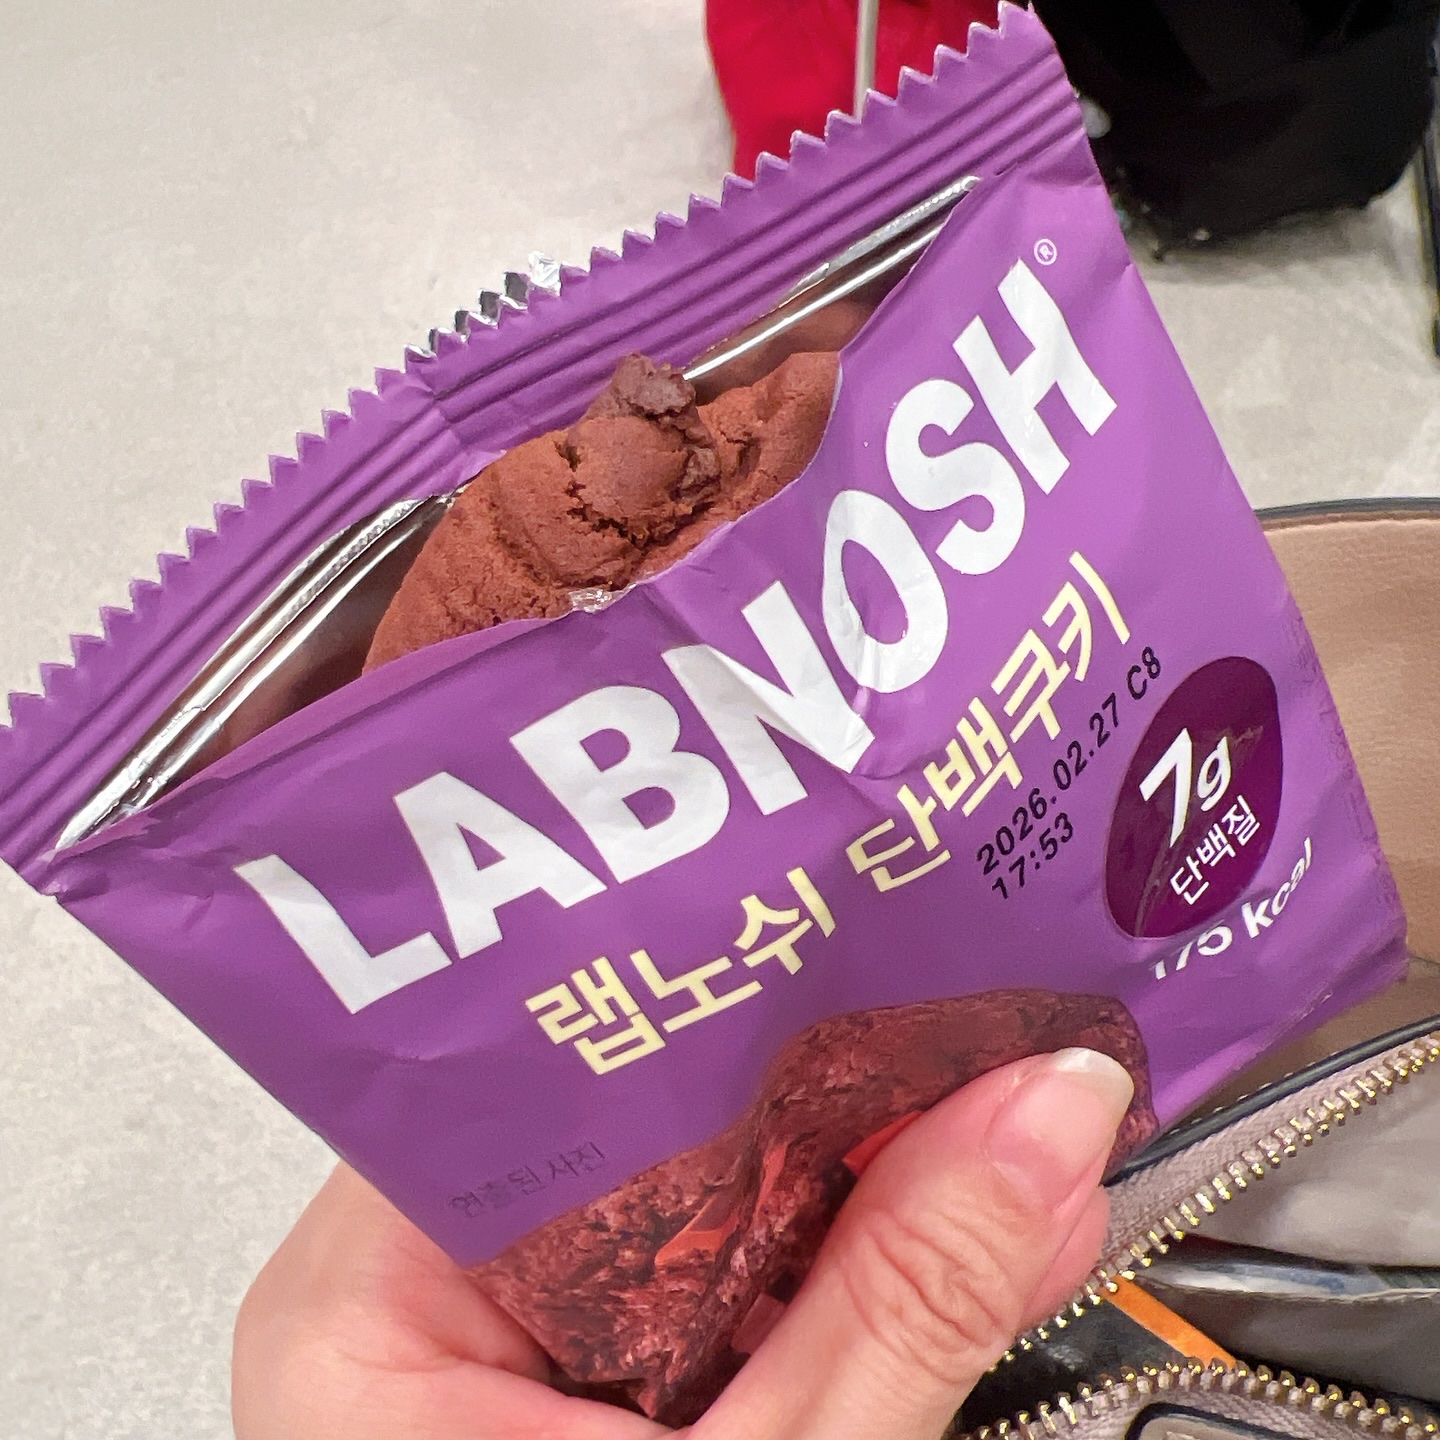 LABNOSH®
랩노쉬 단백쿠키
2026.02.27 C8
17:53
7g
단백질
175 kcal
연출된 사진